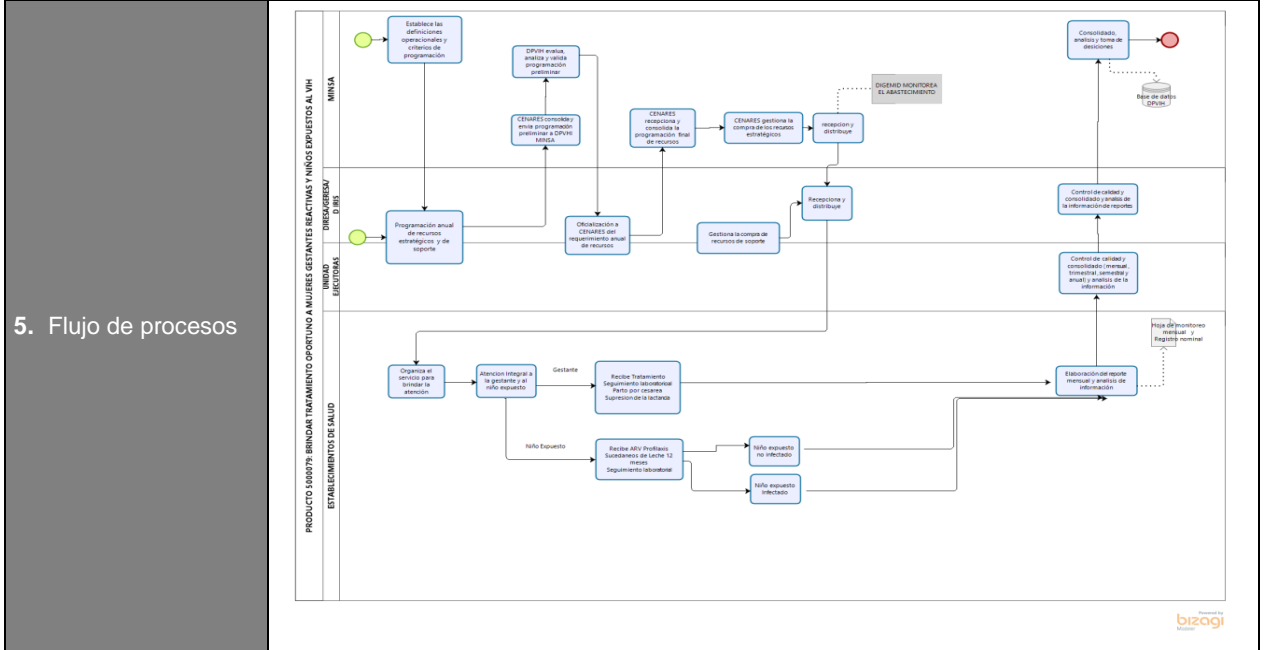 5. Flujo de procesos
PRODUCTO 5000079: BRINDAR TRATAMIENTO OPORTUNO A MUJERES GESTANTES REACTIVAS Y NIÑOS EXPUESTOS AL VIH
MINSA
Establece las
definiciones
operacionales y
criterios de
programación
DPVIH evalua,
analiza y valida
programación
preliminar
CENARES consolida y
envia programación
preliminar a DPVHI
MINSA
CENARES
recepciona y
consolida la
programación final
de recursos
CENARES gestiona la
compra de los recursos
estratégicos
recepcion y
distribuye
DIGEMID MONITOREA
EL ABASTECIMIENTO
Consolidado,
analisis y toma de
desiciones
Base de datos
DPVIH
DIRESA/GERESA/
D IRIS
Programación anual
de recursos
estratégicos y de
soporte
Oficialización a
CENARES del
requerimiento anual
de recursos
Gestiona la compra de
recursos de soporte
Recepciona y
distribuye
Control de calidad y
consolidado y analisis de
la información de reportes
UNIDAD
EJECUTORAS
Control de calidad y
consolidado (mensual,
trimestral, semestral y
anual) y analisis de la
información
ESTABLECIMIENTOS DE SALUD
Organiza el
servicio para
brindar la
atención
Atencion Integral a
la gestante y al
niño expuesto
Gestante
Recibe Tratamiento
Seguimiento laboratorial
Parto por cesarea
Supresion de la lactancia
Niño Expuesto
Recibe ARV Profilaxis
Sucedaneos de Leche 12
meses
Seguimiento laboratorial
Niño expuesto
no infectado
Niño expuesto
Infectado
Elaboración del reporte
mensual y analisis de
información
Hoja de monitoreo
mensual y
Registro nominal
Powered by
bizagi
Modeler